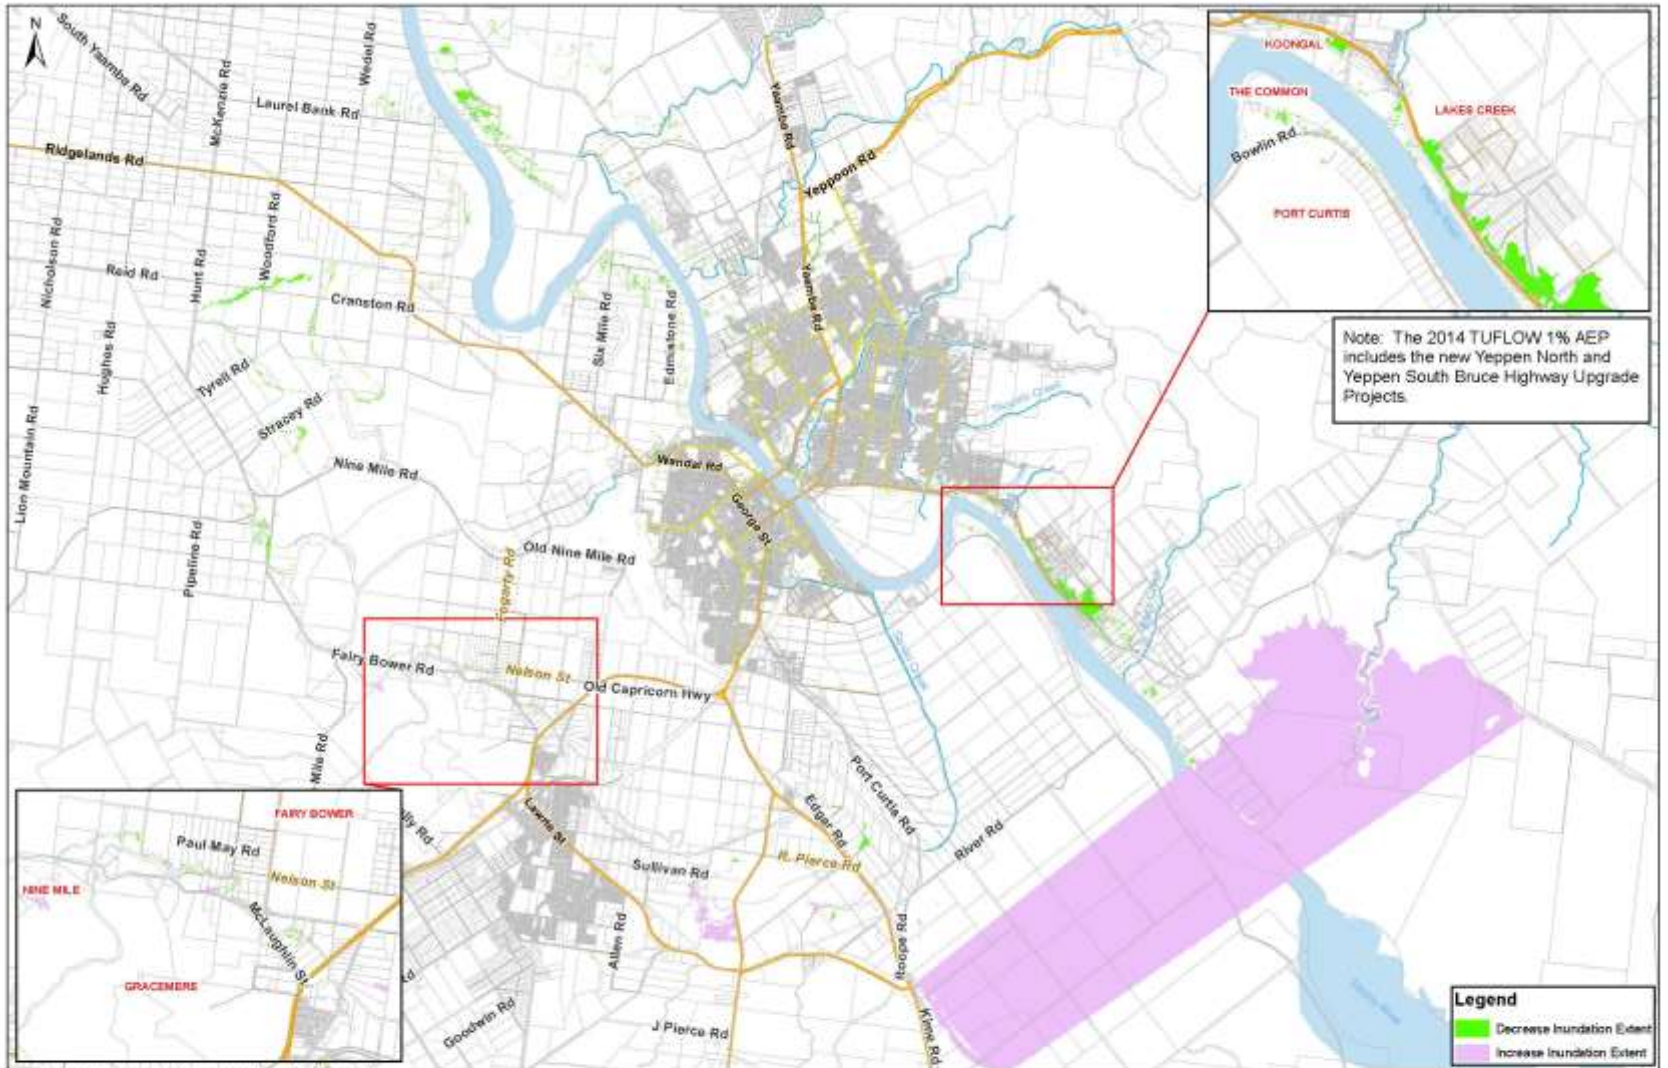 N
South Yaamba Rd
McKenzie Rd
Wedel Rd
Laurel Bank Rd
Ridgelands Rd
Yaamba Rd
Yeppoon Rd
Nicholson Rd
Reid Rd
Hunt Rd
Woodford Rd
Cranston Rd
Hughes Rd
Tyrell Rd
Stracey Rd
Six Mile Rd
Edmistone Rd
Yaamba Rd
Lion Mountain Rd
Nine Mile Rd
Wandal Rd
George St
Pipeline Rd
Old Nine Mile Rd
Fogarty Rd
Fairy Bower Rd
Nelson St
Old Capricorn Hwy
Mile Rd
Lawrie St
Port Curtis Rd
Edgar Rd
River Rd
Sullivan Rd
R. Pierce Rd
Allen Rd
Roope Rd
Goodwin Rd
J Pierce Rd
Kime Rd
KOONGAL
THE COMMON
LAKES CREEK
Bowlin Rd
PORT CURTIS
Note: The 2014 TUFLOW 1% AEP
includes the new Yeppen North and
Yeppen South Bruce Highway Upgrade
Projects.
FAIRY BOWER
Paul May Rd
Nelson St
NINE MILE
McLaughlin St
GRACEMERE
Legend
Decrease Inundation Extent
Increase Inundation Extent